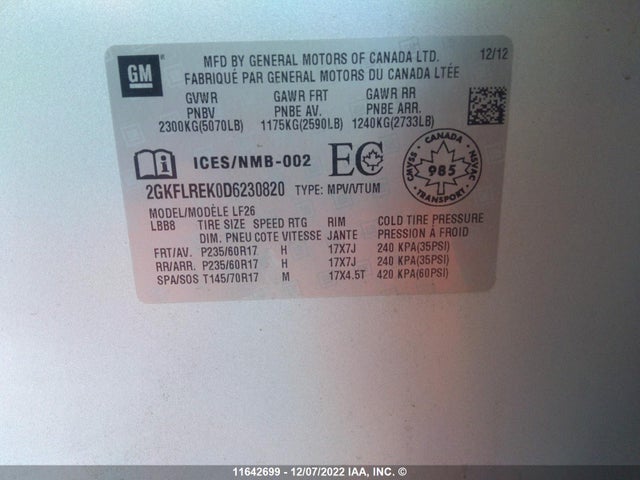 GM
MFD BY GENERAL MOTORS OF CANADA LTD. 12/12
FABRIQUÉ PAR GENERAL MOTORS DU CANADA LTÉE
GVWR GAWR FRT GAWR RR
PNBV PNBE AV. PNBE ARR.
2300KG(5070LB) 1175KG(2590LB) 1240KG(2733LB)
ICES/NMB-002 EC
CANADA
CMVSS 985 NSVAC
TRANSPORT
2GKFLREK0D6230820 TYPE: MPV/VTUM
MODEL/MODÈLE LF26
LBB8 TIRE SIZE SPEED RTG RIM COLD TIRE PRESSURE
DIM. PNEU COTE VITESSE JANTE PRESSION À FROID
FRT/AV. P235/60R17 H 17X7J 240 KPA(35PSI)
RR/ARR. P235/60R17 H 17X7J 240 KPA(35PSI)
SPA/SOS T145/70R17 M 17X4.5T 420 KPA(60PSI)
11642699 - 12/07/2022 IAA, INC. ©